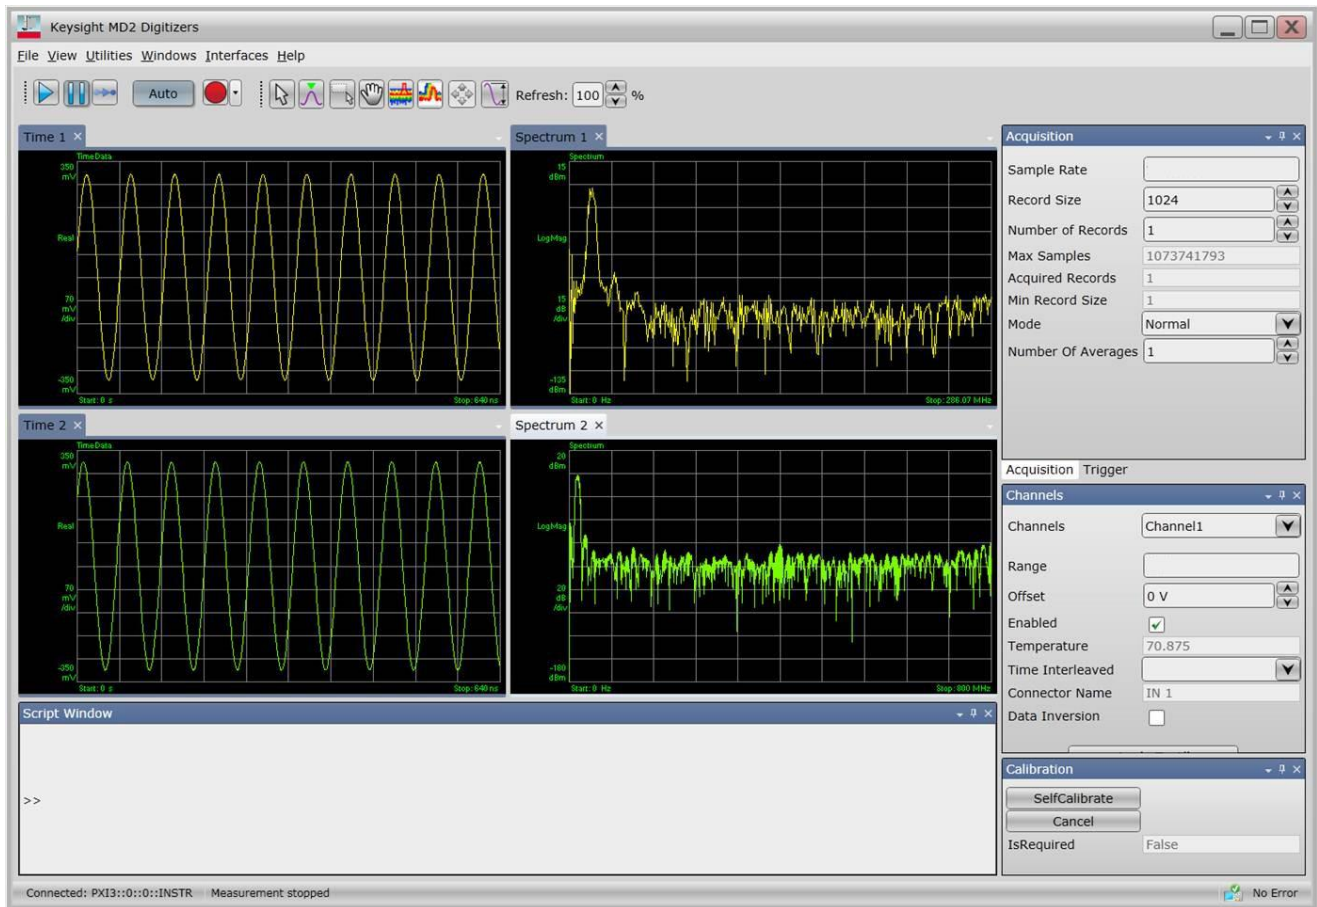 Keysight MD2 Digitizers
File View Utilities Windows Interfaces Help
Auto
Refresh: 100 %
Time 1
TimeData
350
mV
Real
70
mV
/div
-350
mV
Start: 0 s
Stop: 640 ns
Spectrum 1
Spectrum
15
dBm
LogMag
15
dB
/div
-135
dBm
Start: 0 Hz
Stop: 286.07 MHz
Time 2
TimeData
350
mV
Real
70
mV
/div
-350
mV
Start: 0 s
Stop: 640 ns
Spectrum 2
Spectrum
20
dBm
LogMag
20
dB
/div
-180
dBm
Start: 0 Hz
Stop: 800 MHz
Script Window
>>
Acquisition
Sample Rate
Record Size 1024
Number of Records 1
Max Samples 1073741793
Acquired Records 1
Min Record Size 1
Mode Normal
Number Of Averages 1
Acquisition Trigger
Channels
Channels Channel1
Range
Offset 0 V
Enabled
Temperature 70.875
Time Interleaved
Connector Name IN 1
Data Inversion
Calibration
SelfCalibrate
Cancel
IsRequired False
Connected: PXI3::0::0::INSTR Measurement stopped
No Error